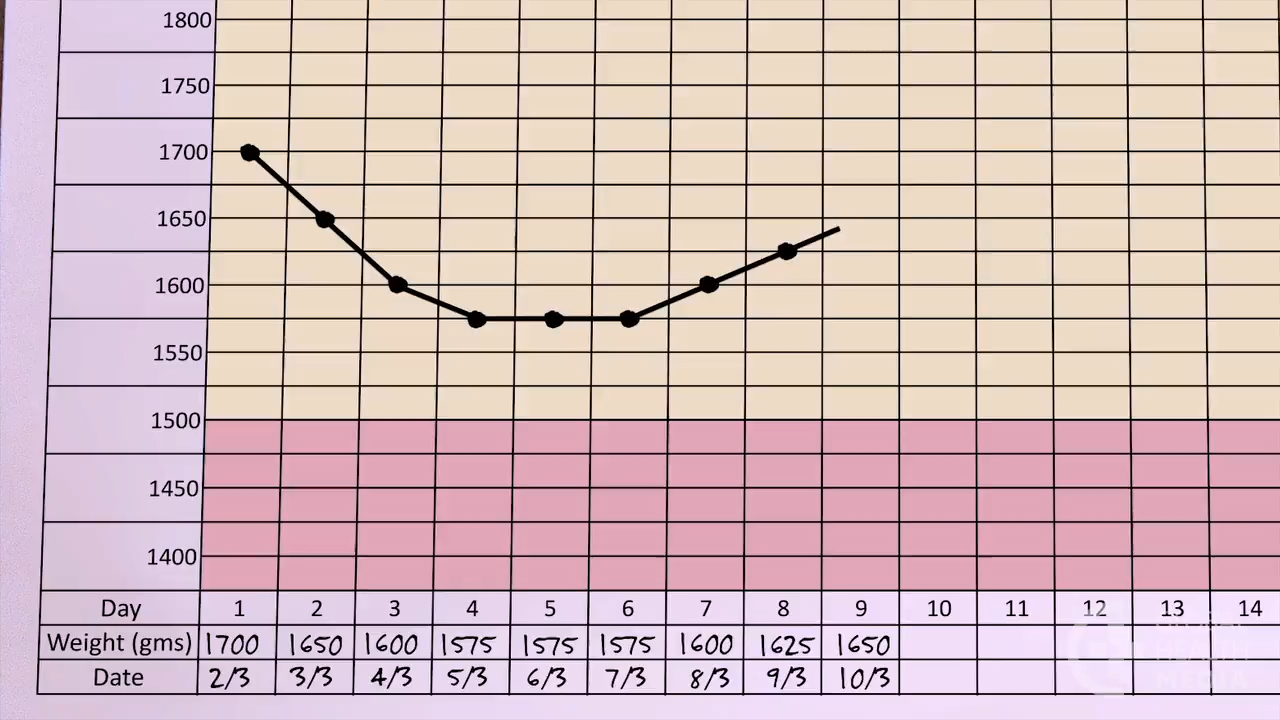 1800
1750
1700
1650
1600
1550
1500
1450
1400
Day 1 2 3 4 5 6 7 8 9 10 11 12 13 14
Weight (gms) 1700 1650 1600 1575 1575 1575 1600 1625 1650
Date 2/3 3/3 4/3 5/3 6/3 7/3 8/3 9/3 10/3
HEALTH
MEDIA